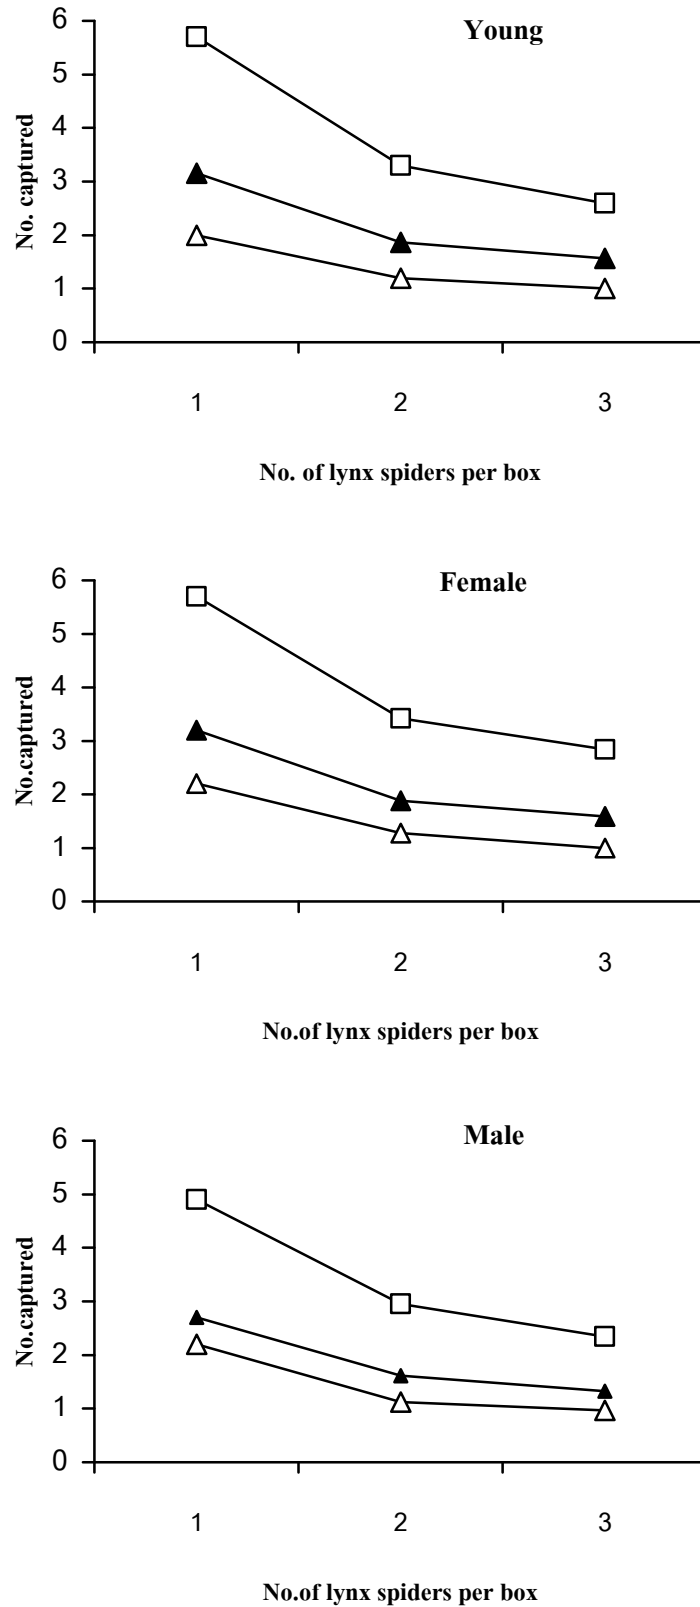 Young
No. captured
6
5
4
3
2
1
0
1 2 3
No. of lynx spiders per box
Female
No.captured
6
5
4
3
2
1
0
1 2 3
No.of lynx spiders per box
Male
No.captured
6
5
4
3
2
1
0
1 2 3
No.of lynx spiders per box